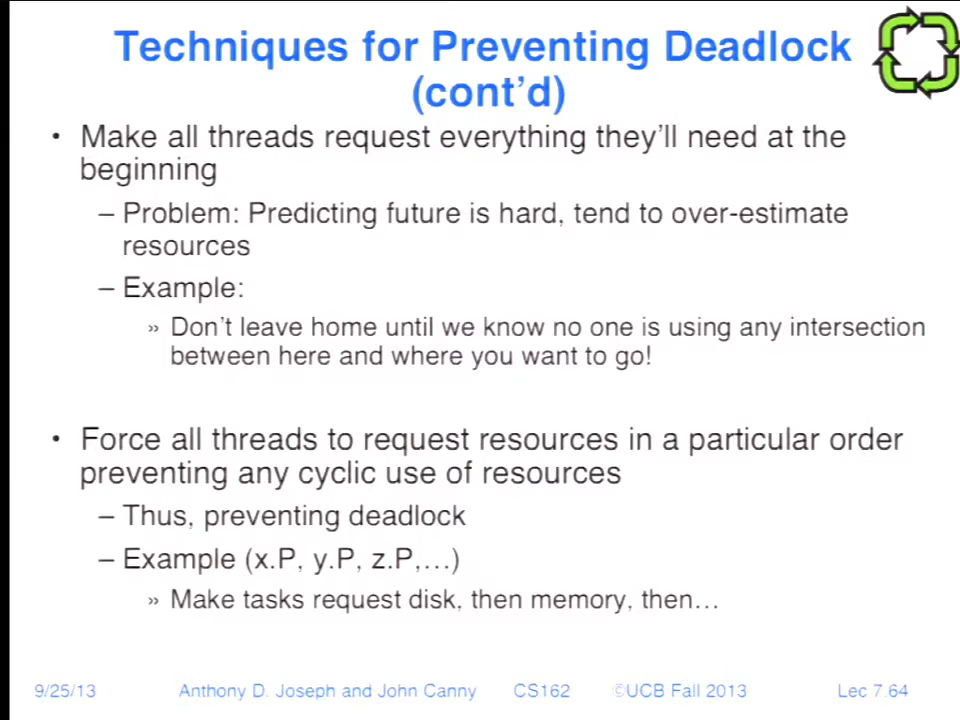 Techniques for Preventing Deadlock
(cont'd)
• Make all threads request everything they'll need at the
beginning
– Problem: Predicting future is hard, tend to over-estimate
resources
– Example:
» Don't leave home until we know no one is using any intersection
between here and where you want to go!
• Force all threads to request resources in a particular order
preventing any cyclic use of resources
– Thus, preventing deadlock
– Example (x.P, y.P, z.P,…)
» Make tasks request disk, then memory, then…
9/25/13 Anthony D. Joseph and John Canny CS162 ©UCB Fall 2013 Lec 7.64